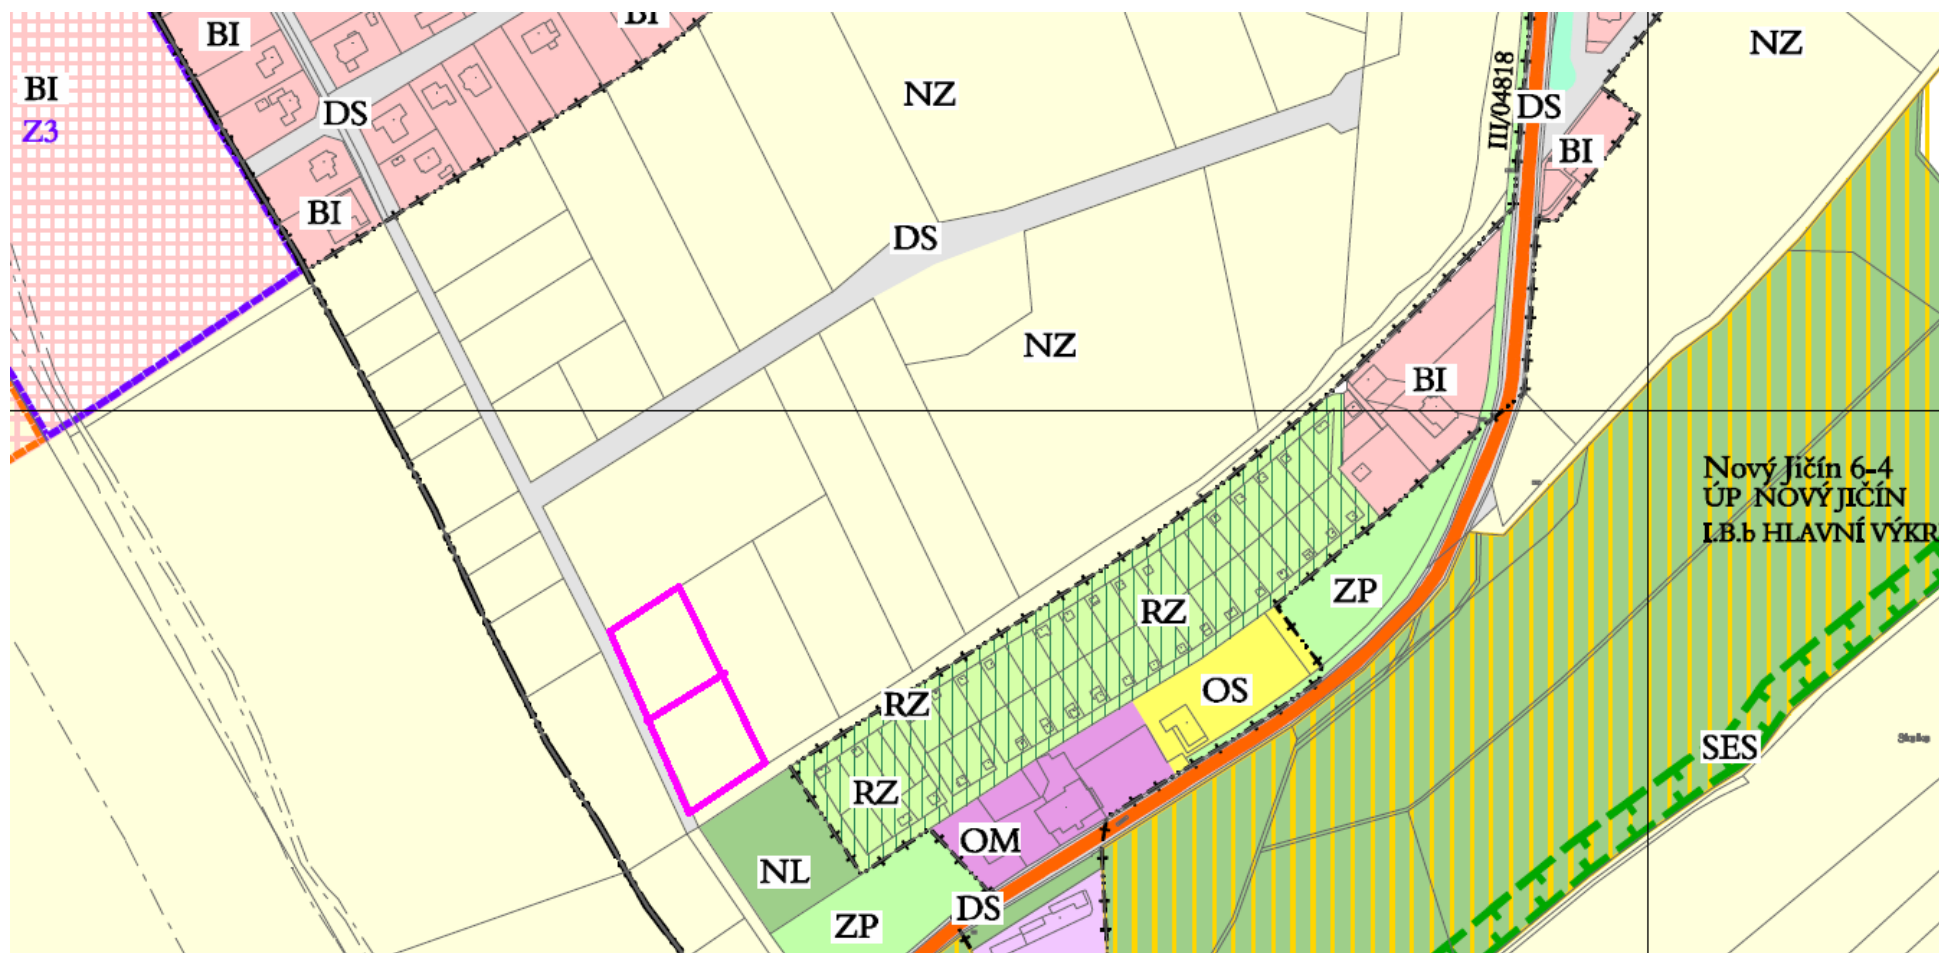 BI
BI
NZ
NZ
BI
Z3
DS
III/04818
DS
BI
BI
DS
NZ
BI
Nový Jičín 6-4
ÚP NOVÝ JIČÍN
I.B.b HLAVNÍ VÝKR
ZP
RZ
OS
RZ
SES
RZ
OM
NL
DS
ZP